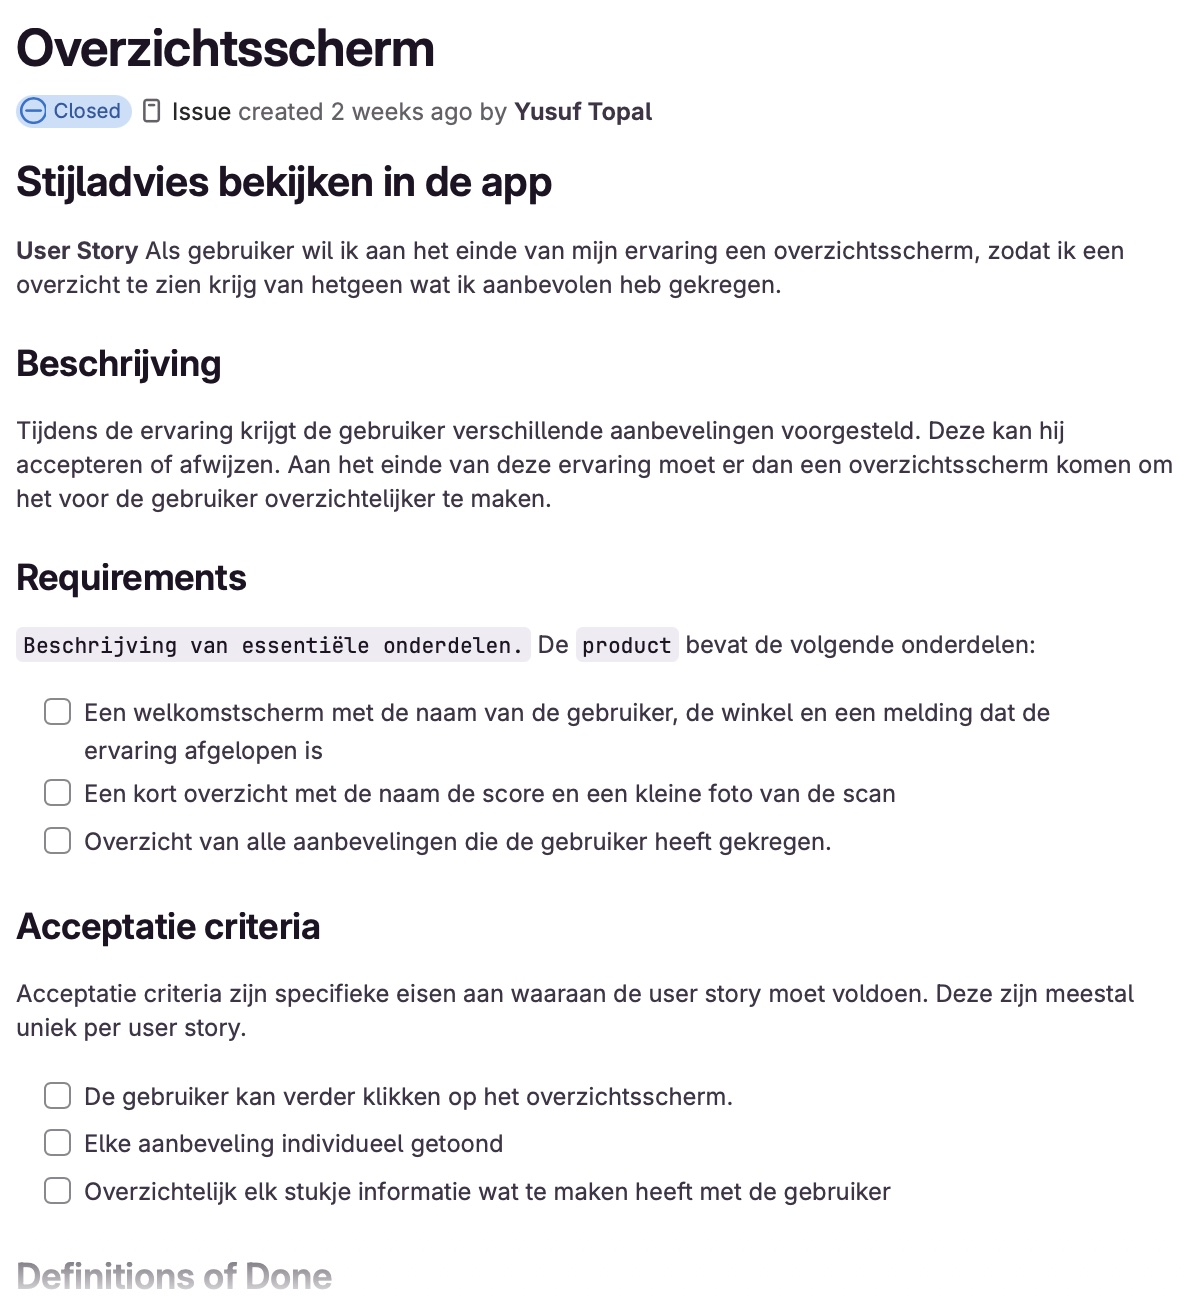 Overzichtsscherm
Closed Issue created 2 weeks ago by Yusuf Topal
Stijladvies bekijken in de app
User Story Als gebruiker wil ik aan het einde van mijn ervaring een overzichtsscherm, zodat ik een
overzicht te zien krijg van hetgeen wat ik aanbevolen heb gekregen.
Beschrijving
Tijdens de ervaring krijgt de gebruiker verschillende aanbevelingen voorgesteld. Deze kan hij
accepteren of afwijzen. Aan het einde van deze ervaring moet er dan een overzichtsscherm komen om
het voor de gebruiker overzichtelijker te maken.
Requirements
Beschrijving van essentiële onderdelen. De product bevat de volgende onderdelen:
Een welkomstscherm met de naam van de gebruiker, de winkel en een melding dat de
ervaring afgelopen is
Een kort overzicht met de naam de score en een kleine foto van de scan
Overzicht van alle aanbevelingen die de gebruiker heeft gekregen.
Acceptatie criteria
Acceptatie criteria zijn specifieke eisen aan waaraan de user story moet voldoen. Deze zijn meestal
uniek per user story.
De gebruiker kan verder klikken op het overzichtsscherm.
Elke aanbeveling individueel getoond
Overzichtelijk elk stukje informatie wat te maken heeft met de gebruiker
Definitions of Done